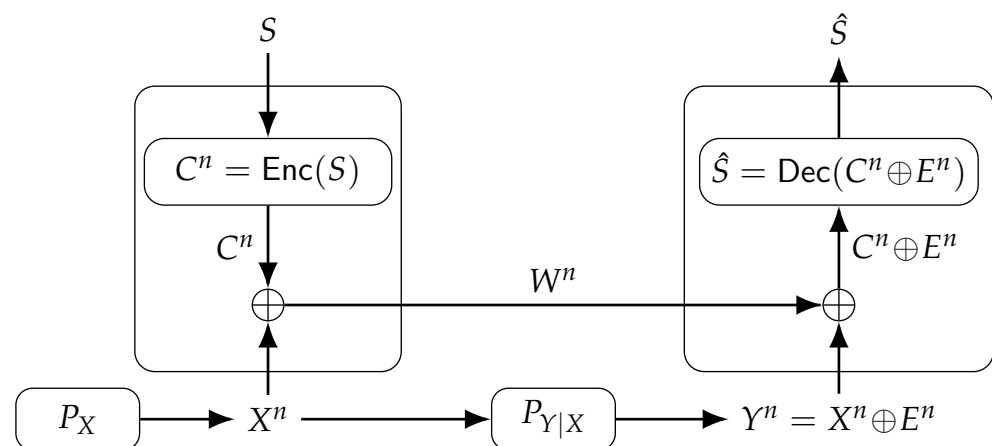 S
Ŝ
Cⁿ = Enc(S)
Ŝ = Dec(Cⁿ⊕Eⁿ)
Cⁿ
Cⁿ⊕Eⁿ
Wⁿ
P_X
Xⁿ
P_{Y|X}
Yⁿ = Xⁿ⊕Eⁿ